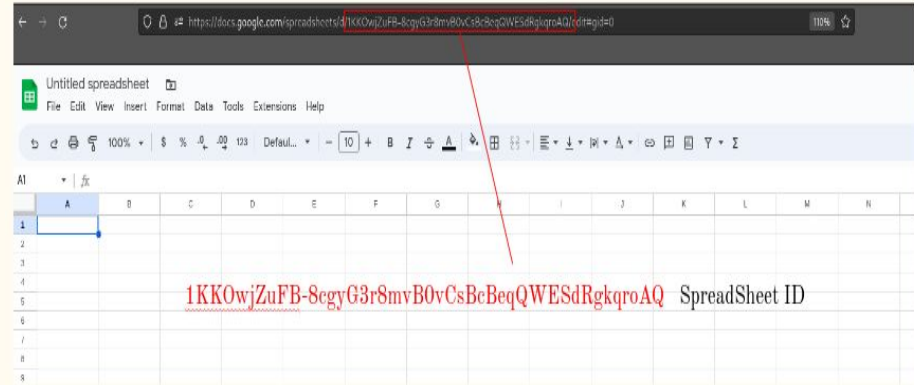 https://docs.google.com/spreadsheets/d/1KKOwjZuFB-8cgyG3r8mvB0vCsBcBeqQWESdRgkqroAQ/edit#gid=0 110%
Untitled spreadsheet
File Edit View Insert Format Data Tools Extensions Help
100% $ % .0 .00 123 Defaul... - 10 + B I A
A1 fx
A B C D E F G H I J K L M N
1
2
3
4
1KKOwjZuFB-8cgyG3r8mvB0vCsBcBeqQWESdRgkqroAQ SpreadSheet ID
5
6
7
8
9